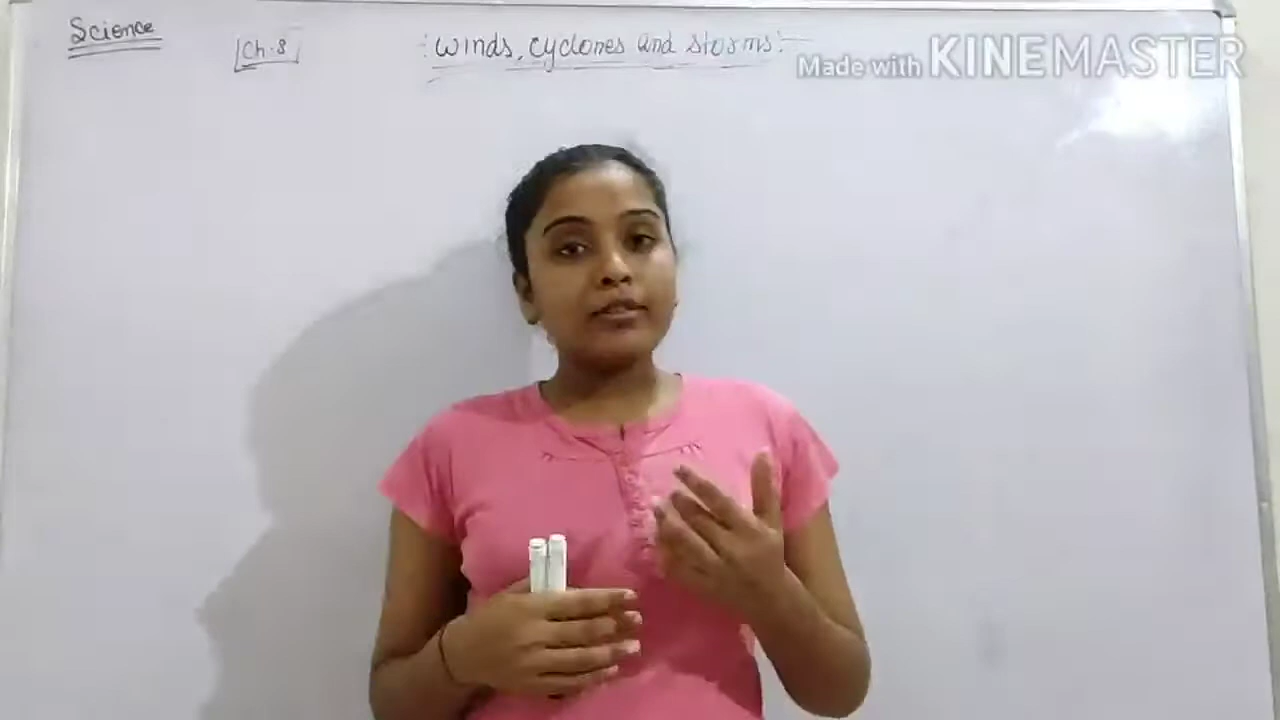 Science
Ch. 8
:- Winds, cyclones and storms :-
Made with KINEMASTER